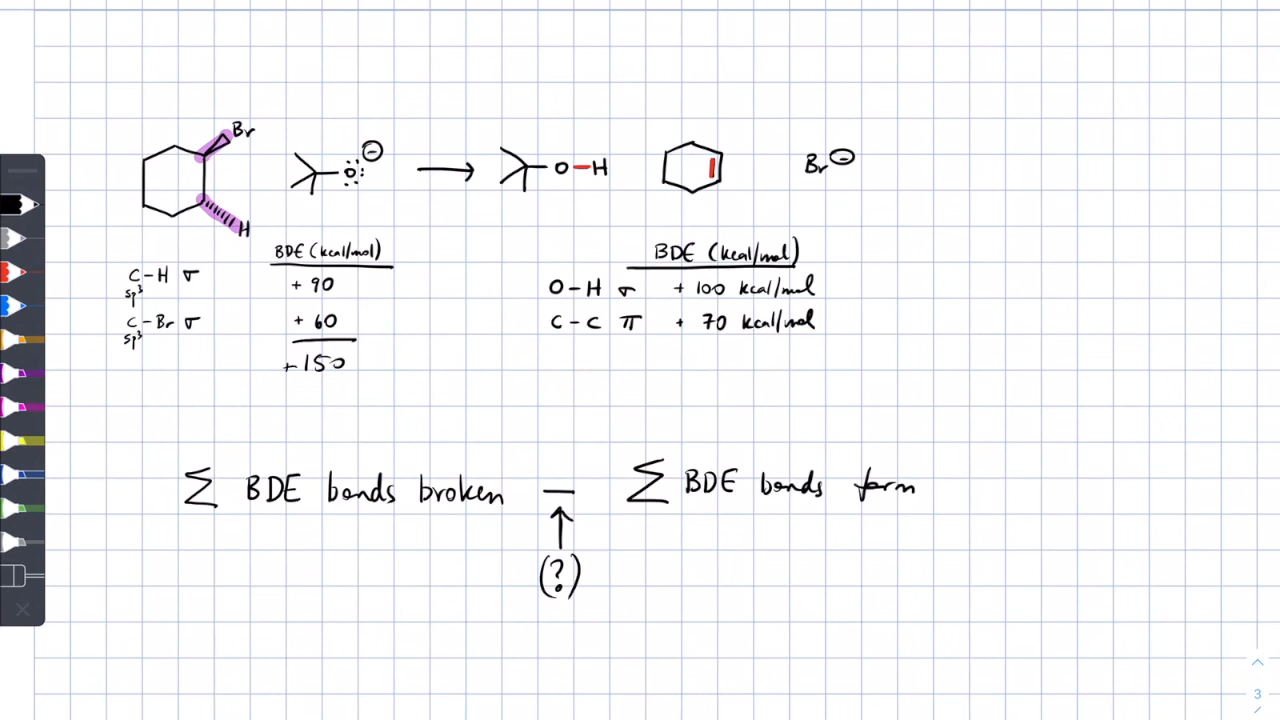 Br
O ⊖ → O-H Br ⊖
H
BDE (kcal/mol) BDE (kcal/mol)
C-H σ + 90 O-H σ + 100 kcal/mol
sp³
C-Br σ + 60 C-C π + 70 kcal/mol
sp³
+150
Σ BDE bonds broken — Σ BDE bonds form
↑
(?)
3